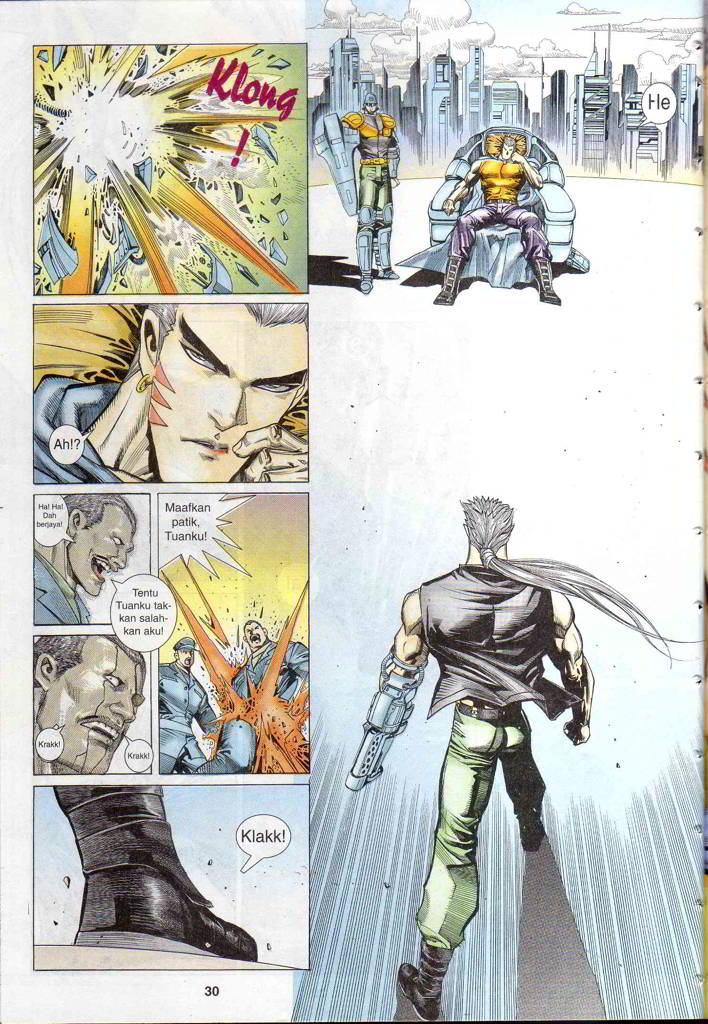 Klong
!
Ah!?
Ha! Ha!
Dah
berjaya!
Tentu
Tuanku tak-
kan salah-
kan aku!
Maafkan
patik,
Tuanku!
Krakk!
Krakk!
Klakk!
He
30